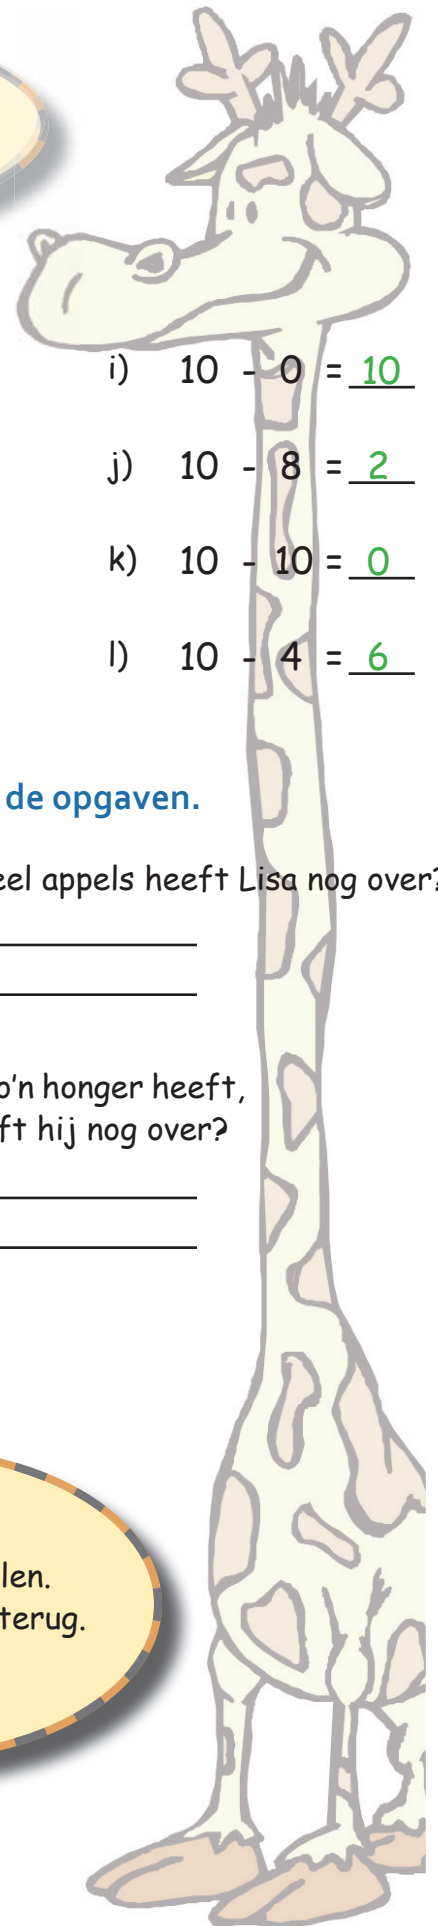 i) 10 - 0 = 10
j) 10 - 8 = 2
k) 10 - 10 = 0
l) 10 - 4 = 6
de opgaven.
eel appels heeft Lisa nog over?
o'n honger heeft,
ft hij nog over?
len.
terug.